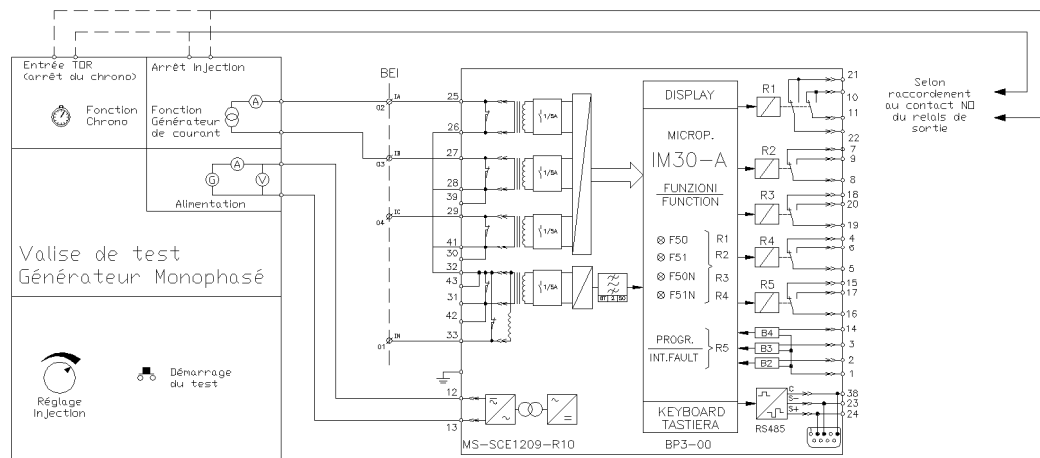 Entrée TOR
(arrêt du chrono)
Arrêt Injection
Fonction
Chrono
Fonction
Générateur
de courant
A
A
G
V
Alimentation
Valise de test
Générateur Monophasé
Réglage
Injection
Démarrage
du test
BEI
IA
02
IB
03
IC
04
IN
01
25
26
27
28
39
29
41
30
32
43
31
42
33
12
13
1/5A
1/5A
1/5A
1/5A
BT 2 50
MS-SCE1209-R10
DISPLAY
MICROP.
IM30-A
FUNZIONI
FUNCTION
F50
F51
F50N
F51N
R1
R2
R3
R4
PROGR.
INT.FAULT
R5
KEYBOARD
TASTIERA
BP3-00
R1
R2
R3
R4
R5
B4
B3
B2
RS485
C
S-
S+
21
10
11
22
7
9
8
18
20
19
4
6
5
15
17
16
14
3
2
1
38
23
24
Selon
raccordenent
au contact NO
du relais de
sortie